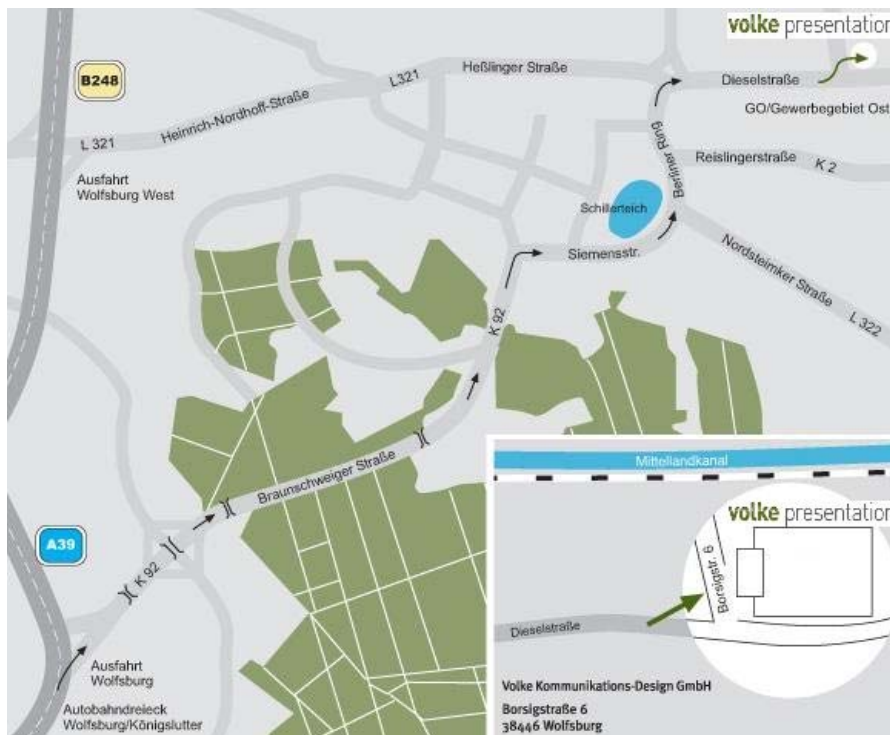 volke presentation
B248
L321
Heßlinger Straße
Dieselstraße
GO/Gewerbegebiet Ost
Heinrich-Nordhoff-Straße
L 321
Berliner Ring
Reislingerstraße
K 2
Ausfahrt
Wolfsburg West
Schillerteich
Siemensstr.
Nordsteimker Straße
L 322
K 92
Braunschweiger Straße
A39
K 92
Ausfahrt
Wolfsburg
Autobahndreieck
Wolfsburg/Königslutter
Mittellandkanal
volke presentation
Borsigstr. 6
Dieselstraße
Volke Kommunikations-Design GmbH
Borsigstraße 6
38446 Wolfsburg